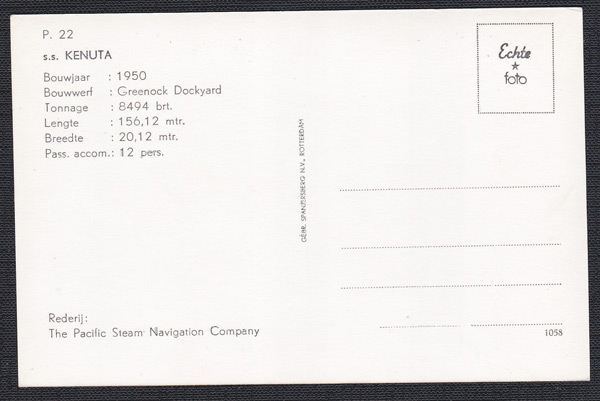 P. 22
s.s. KENUTA
Bouwjaar : 1950
Bouwwerf : Greenock Dockyard
Tonnage : 8494 brt.
Lengte : 156,12 mtr.
Breedte : 20,12 mtr.
Pass. accom.: 12 pers.
Rederij:
The Pacific Steam Navigation Company
GEBR. SPANJERSBERG N.V., ROTTERDAM
Echte
foto
1058